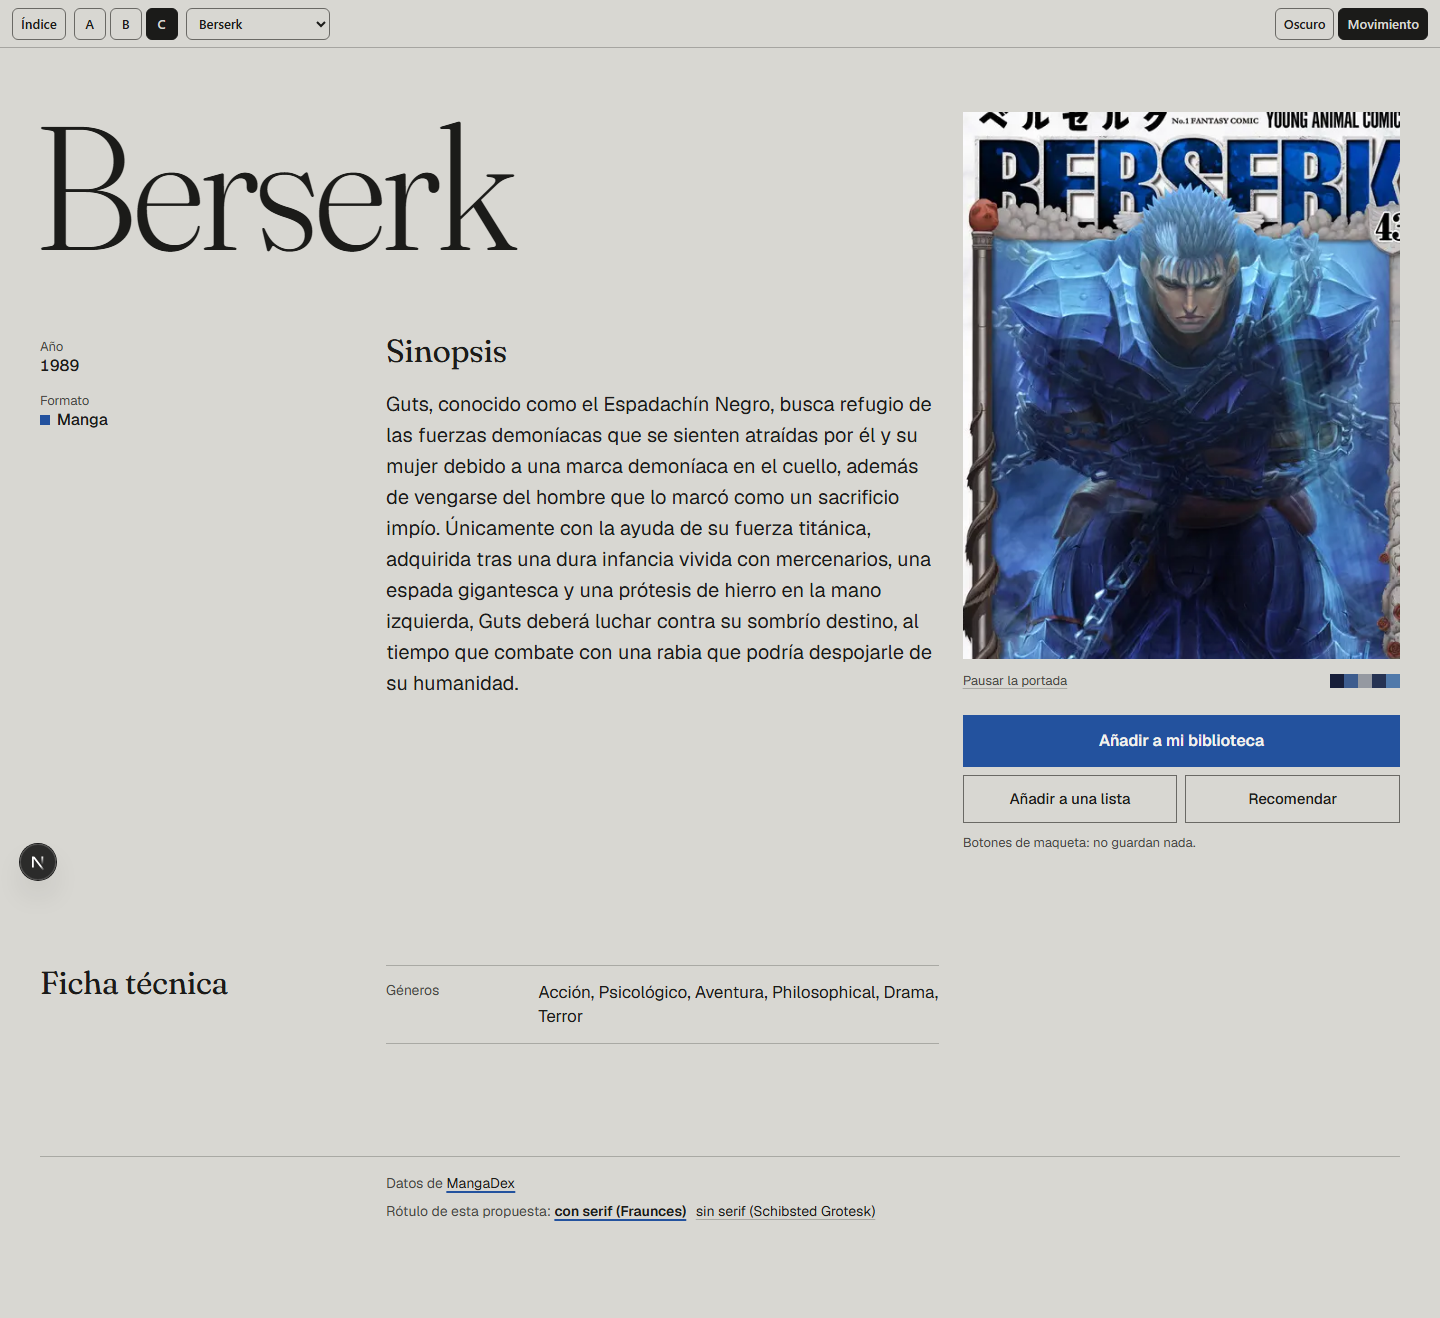 Índice
A
B
C
Berserk
Oscuro
Movimiento
Berserk
ベルセルク
No.1 FANTASY COMIC
YOUNG ANIMAL COMIC
BERSERK
43
Año
1989
Formato
Manga
Sinopsis
Guts, conocido como el Espadachín Negro, busca refugio de
las fuerzas demoníacas que se sienten atraídas por él y su
mujer debido a una marca demoníaca en el cuello, además
de vengarse del hombre que lo marcó como un sacrificio
impío. Únicamente con la ayuda de su fuerza titánica,
adquirida tras una dura infancia vivida con mercenarios, una
espada gigantesca y una prótesis de hierro en la mano
izquierda, Guts deberá luchar contra su sombrío destino, al
tiempo que combate con una rabia que podría despojarle de
su humanidad.
Pausar la portada
Añadir a mi biblioteca
Añadir a una lista
Recomendar
Botones de maqueta: no guardan nada.
N
Ficha técnica
Géneros
Acción, Psicológico, Aventura, Philosophical, Drama,
Terror
Datos de MangaDex
Rótulo de esta propuesta: con serif (Fraunces) sin serif (Schibsted Grotesk)